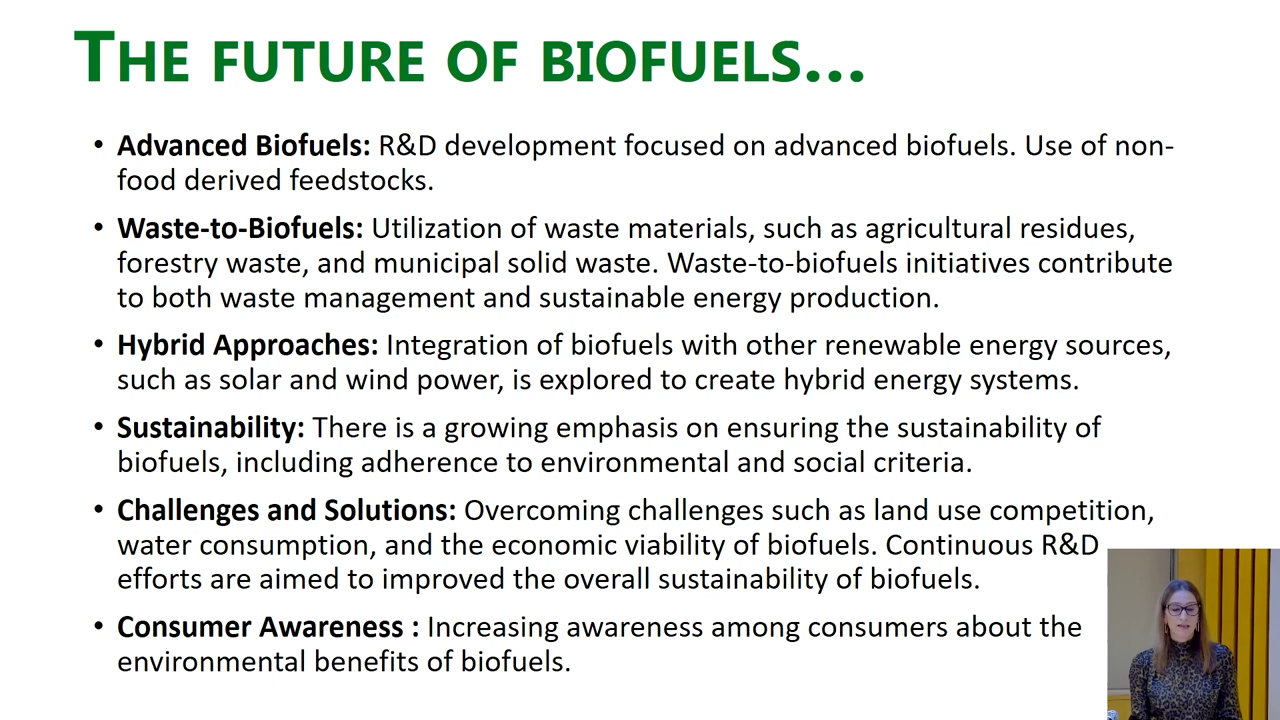 THE FUTURE OF BIOFUELS...
• Advanced Biofuels: R&D development focused on advanced biofuels. Use of non-
food derived feedstocks.
• Waste-to-Biofuels: Utilization of waste materials, such as agricultural residues,
forestry waste, and municipal solid waste. Waste-to-biofuels initiatives contribute
to both waste management and sustainable energy production.
• Hybrid Approaches: Integration of biofuels with other renewable energy sources,
such as solar and wind power, is explored to create hybrid energy systems.
• Sustainability: There is a growing emphasis on ensuring the sustainability of
biofuels, including adherence to environmental and social criteria.
• Challenges and Solutions: Overcoming challenges such as land use competition,
water consumption, and the economic viability of biofuels. Continuous R&D
efforts are aimed to improved the overall sustainability of biofuels.
• Consumer Awareness : Increasing awareness among consumers about the
environmental benefits of biofuels.